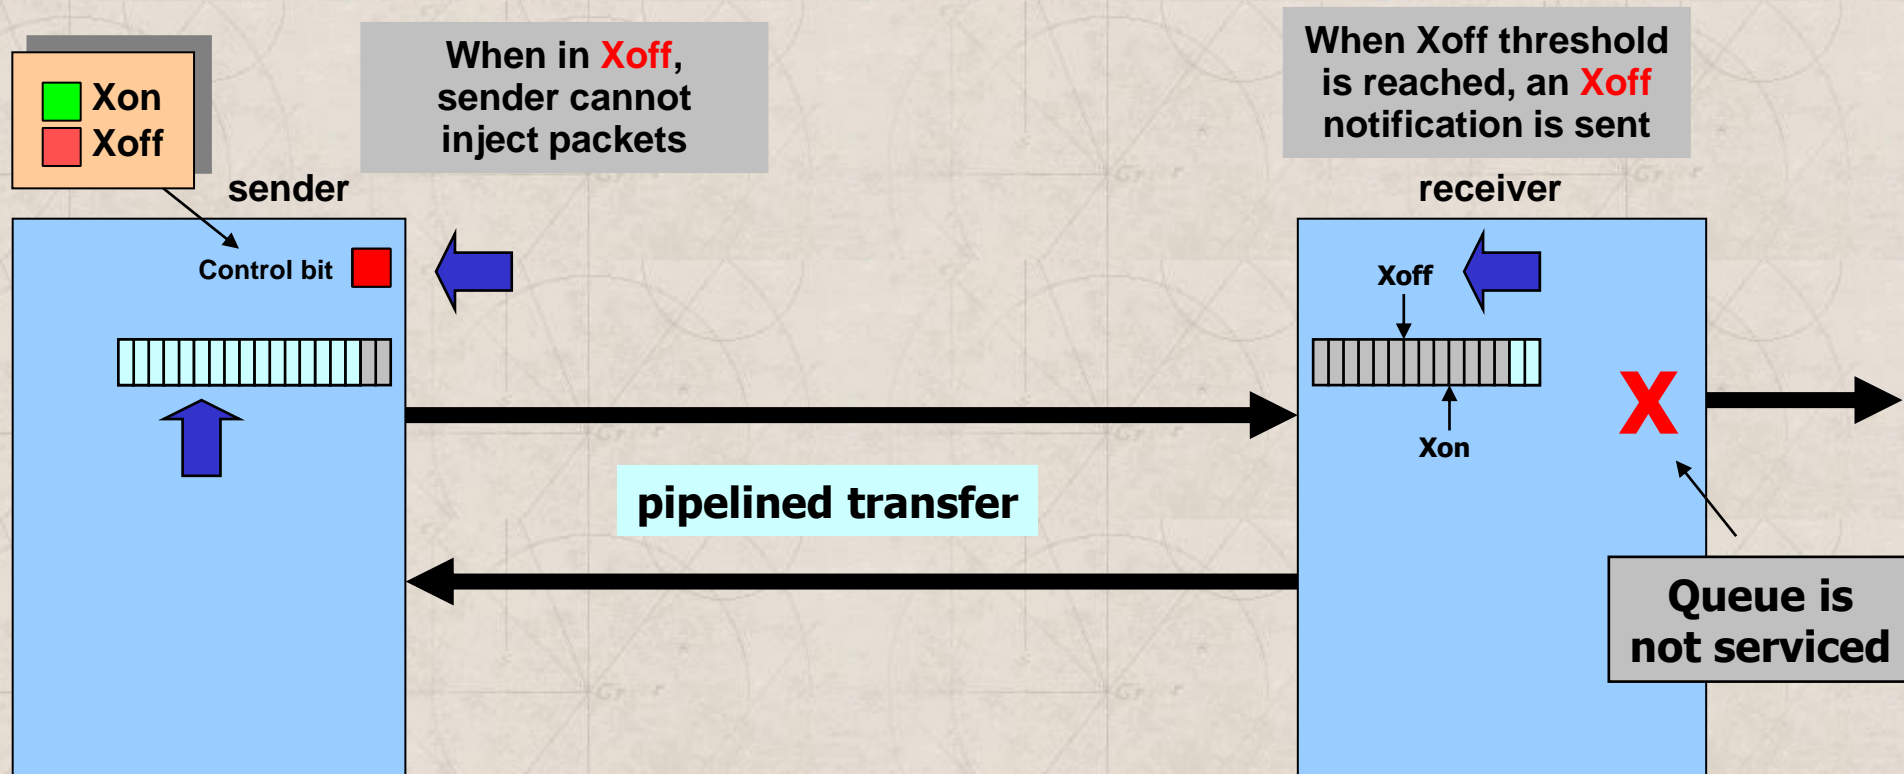 Xon
Xoff
When in Xoff,
sender cannot
inject packets
When Xoff threshold
is reached, an Xoff
notification is sent
sender
receiver
Control bit
Xoff
Xon
X
pipelined transfer
Queue is
not serviced